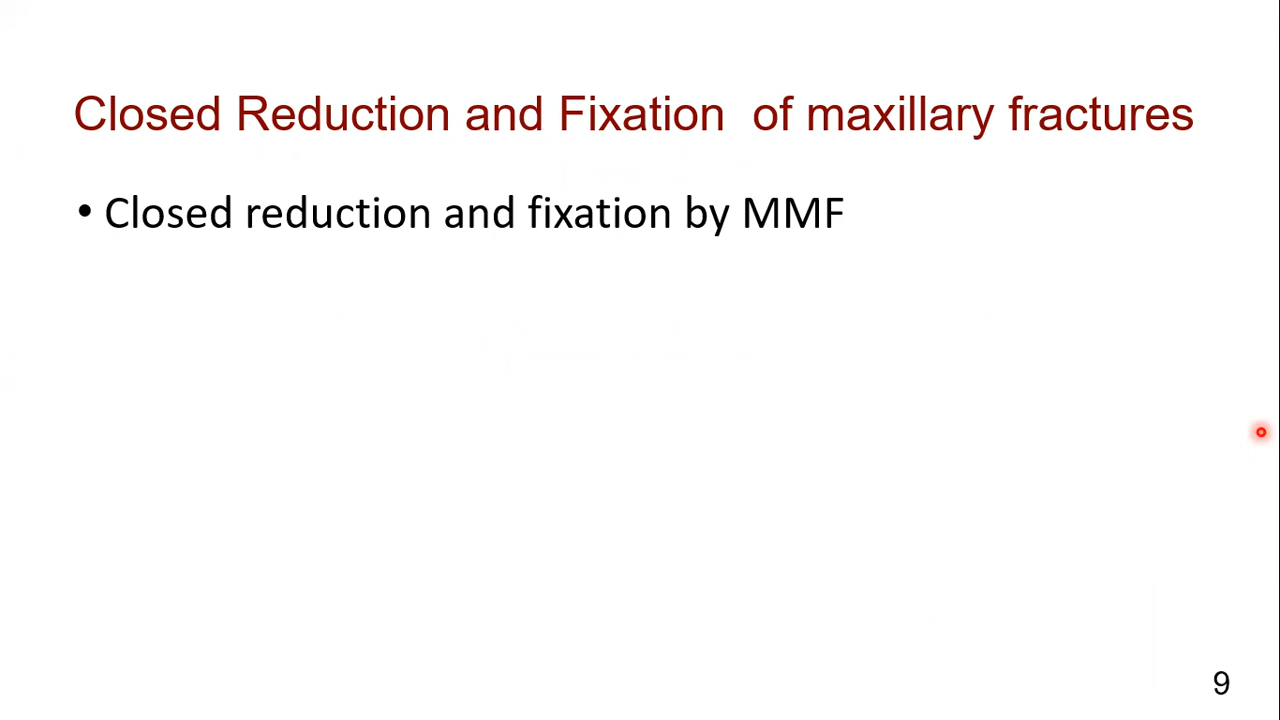 Closed Reduction and Fixation  of maxillary fractures
• Closed reduction and fixation by MMF
9